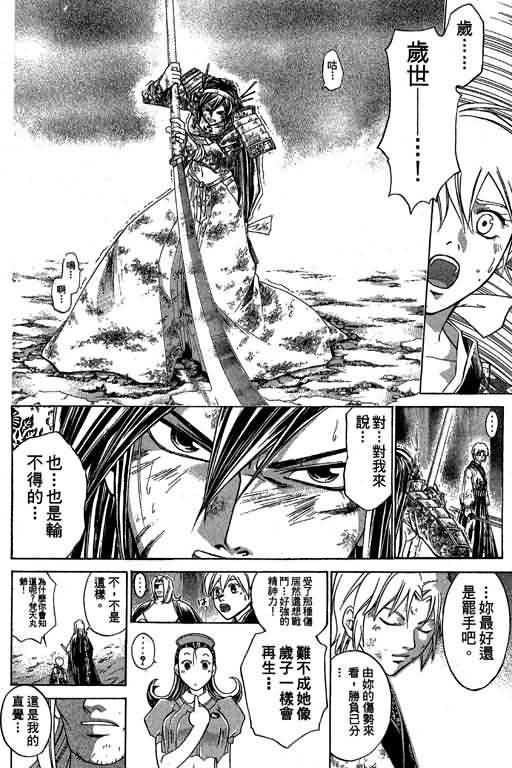 歲…
歲世——！
咕…
嗚…
啊…
……
對…對我來
說…
也…也是輸
不得的…
…妳最好還
是罷手吧。
由妳的傷勢來
看，勝負已分
受了那種傷
居然還想戰
鬥…好強的
精神力！
難不成她像
歲子一樣會
再生…
…
…？
不，不是
這樣。
為什麼你會知
道呢？梵天丸
爺！
這是我的
直覺…